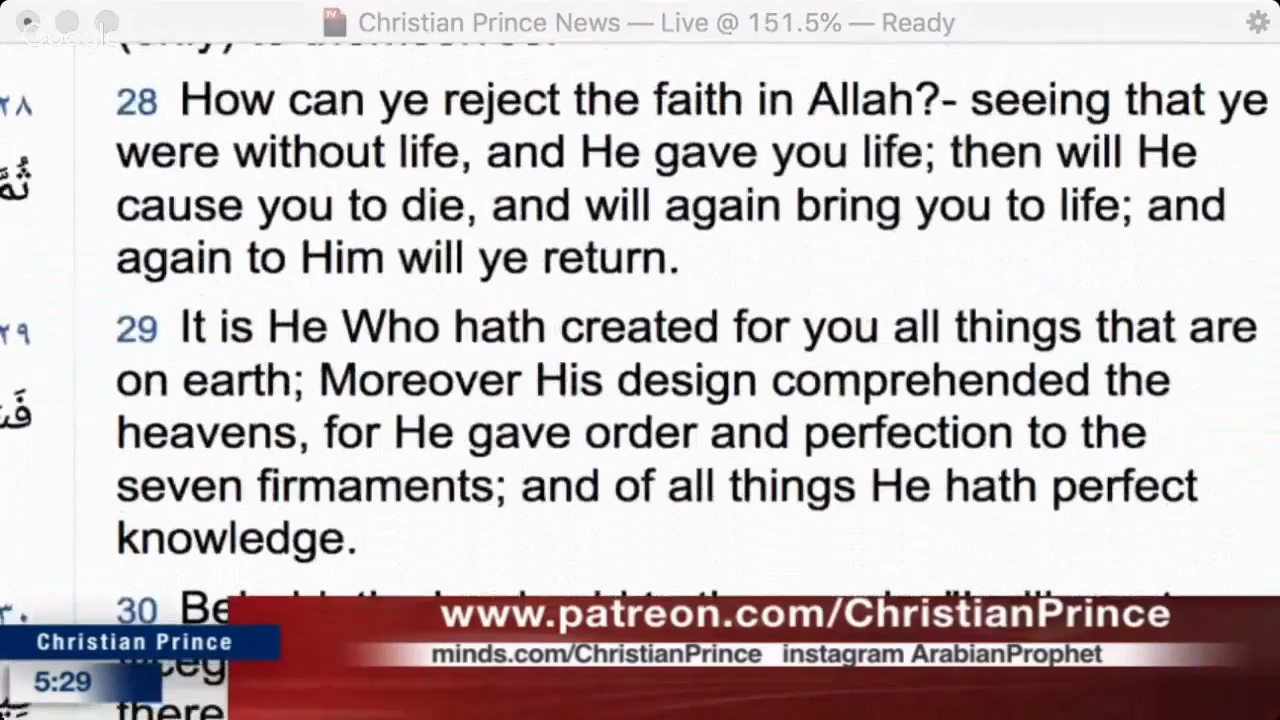 Christian Prince News — Live @ 151.5% — Ready
Google
٢٨
28 How can ye reject the faith in Allah?- seeing that ye
were without life, and He gave you life; then will He
ثُمَّ
cause you to die, and will again bring you to life; and
again to Him will ye return.
٢٩
29 It is He Who hath created for you all things that are
on earth; Moreover His design comprehended the
heavens, for He gave order and perfection to the
seven firmaments; and of all things He hath perfect
knowledge.
٣٠
30
www.patreon.com/ChristianPrince
Christian Prince
minds.com/ChristianPrince instagram ArabianProphet
5:29
there